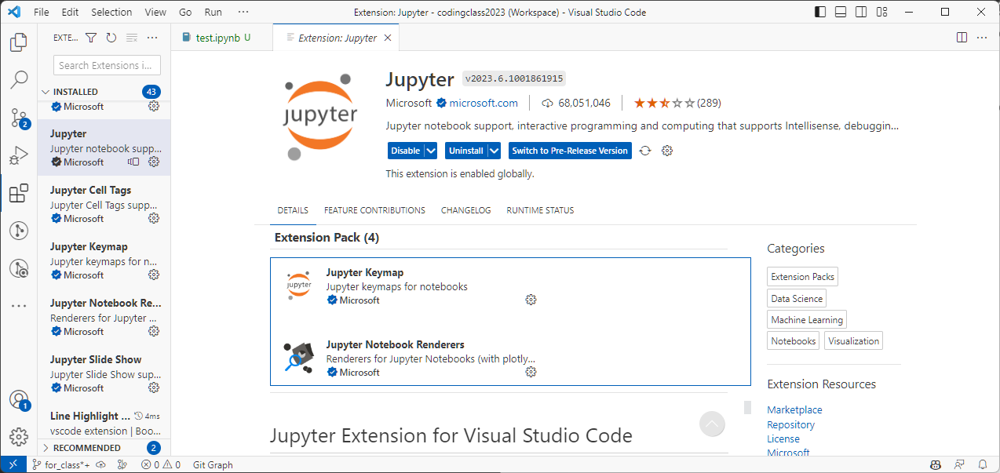 File Edit Selection View Go Run ··· Extension: Jupyter - codingclass2023 (Workspace) - Visual Studio Code
EXTE...
test.ipynb U
Extension: Jupyter
Search Extensions i...
INSTALLED 43
Microsoft
Jupyter
Jupyter notebook supp...
Microsoft
Jupyter Cell Tags
Jupyter Cell Tags supp...
Microsoft
Jupyter Keymap
Jupyter keymaps for n...
Microsoft
Jupyter Notebook Re...
Renderers for Jupyter ...
Microsoft
Jupyter Slide Show
Jupyter Slide Show sup...
Microsoft
Line Highlight ... 4ms
vscode extension | Boo...
RECOMMENDED 2
2
1
jupyter
Jupyter v2023.6.1001861915
Microsoft microsoft.com 68,051,046 (289)
Jupyter notebook support, interactive programming and computing that supports Intellisense, debuggin...
Disable Uninstall Switch to Pre-Release Version
This extension is enabled globally.
DETAILS FEATURE CONTRIBUTIONS CHANGELOG RUNTIME STATUS
Extension Pack (4)
jupyter
Jupyter Keymap
Jupyter keymaps for notebooks
Microsoft
Jupyter Notebook Renderers
Renderers for Jupyter Notebooks (with plotly...
Microsoft
Jupyter Extension for Visual Studio Code
Categories
Extension Packs
Data Science
Machine Learning
Notebooks Visualization
Extension Resources
Marketplace
Repository
License
Microsoft
for_class*+ 0 0 Git Graph